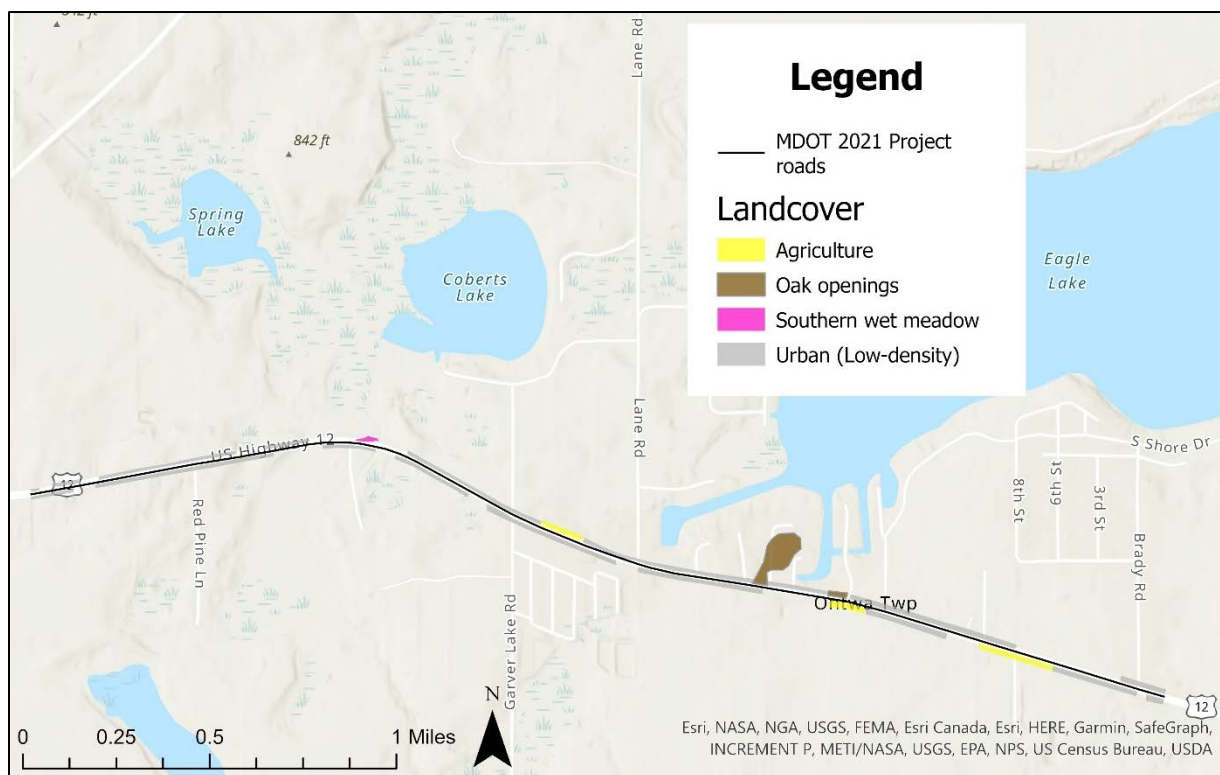 842 ft
Spring
Lake
Coberts
Lake
Lane Rd
Legend
MDOT 2021 Project
roads
Landcover
Agriculture
Oak openings
Southern wet meadow
Urban (Low-density)
Eagle
Lake
Lane Rd
S Shore Dr
8th St
6th St
3rd St
Brady Rd
US Highway 12
12
Red Pine Ln
Garver Lake Rd
Ontwa Twp
12
N
0 0.25 0.5 1 Miles
Esri, NASA, NGA, USGS, FEMA, Esri Canada, Esri, HERE, Garmin, SafeGraph,
INCREMENT P, METI/NASA, USGS, EPA, NPS, US Census Bureau, USDA